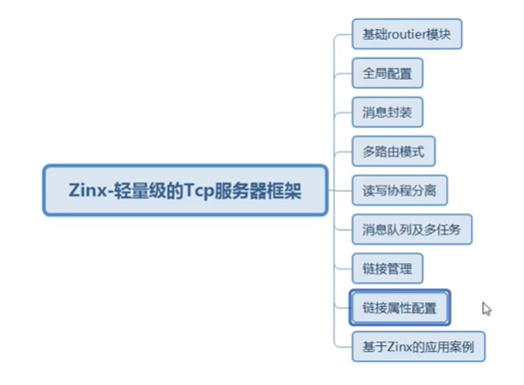 基础routier模块
全局配置
消息封装
多路由模式
Zinx-轻量级的Tcp服务器框架
读写协程分离
消息队列及多任务
链接管理
链接属性配置
基于Zinx的应用案例